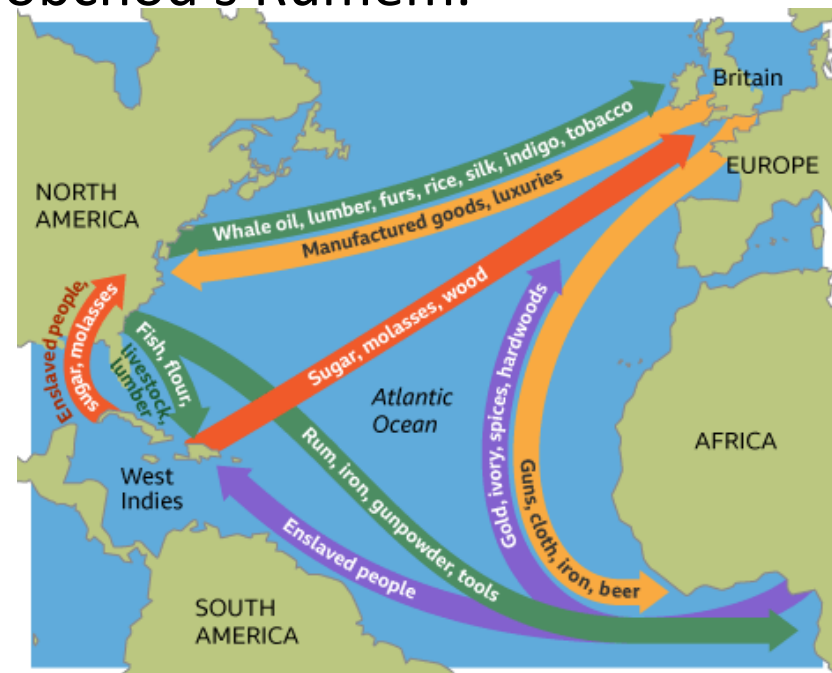 obchod s Rumem.
Britain
EUROPE
NORTH
AMERICA
Whale oil, lumber, furs, rice, silk, indigo, tobacco
Manufactured goods, luxuries
Enslaved people,
sugar, molasses
Fish, flour,
livestock,
lumber
Sugar, molasses, wood
Atlantic
Ocean
Gold, ivory, spices, hardwoods
AFRICA
West
Indies
Rum, iron, gunpowder, tools
Guns, cloth, iron, beer
Enslaved people
SOUTH
AMERICA